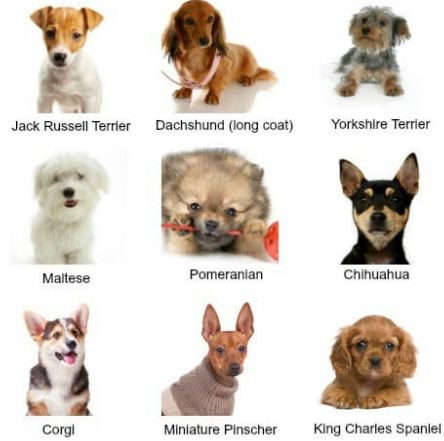 Jack Russell Terrier
Dachshund (long coat)
Yorkshire Terrier
Maltese
Pomeranian
Chihuahua
Corgi
Miniature Pinscher
King Charles Spaniel